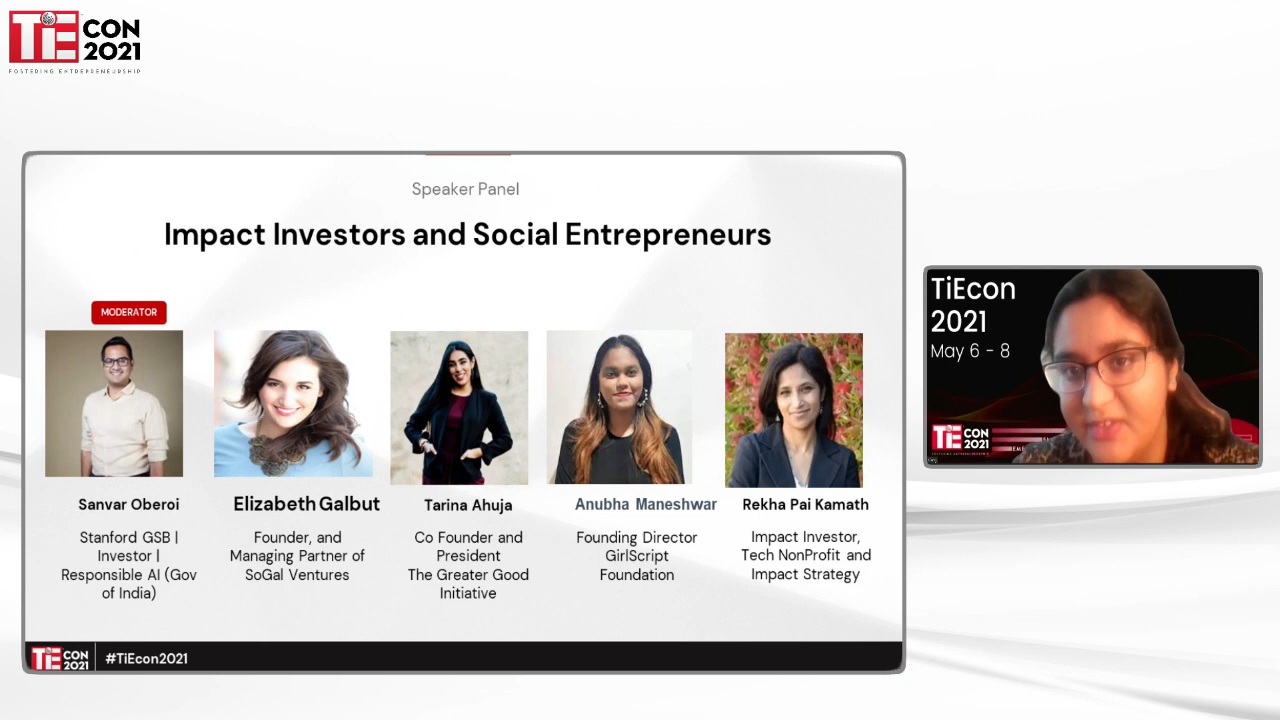 TiE CON
2021
FOSTERING ENTREPRENEURSHIP
Speaker Panel
Impact Investors and Social Entrepreneurs
MODERATOR
Sanvar Oberoi
Stanford GSB |
Investor |
Responsible AI (Gov
of India)
Elizabeth Galbut
Founder, and
Managing Partner of
SoGal Ventures
Tarina Ahuja
Co Founder and
President
The Greater Good
Initiative
Anubha Maneshwar
Founding Director
GirlScript
Foundation
Rekha Pai Kamath
Impact Investor,
Tech NonProfit and
Impact Strategy
TiE CON
2021
#TiEcon2021
TiEcon
2021
May 6 - 8
TiE CON
2021